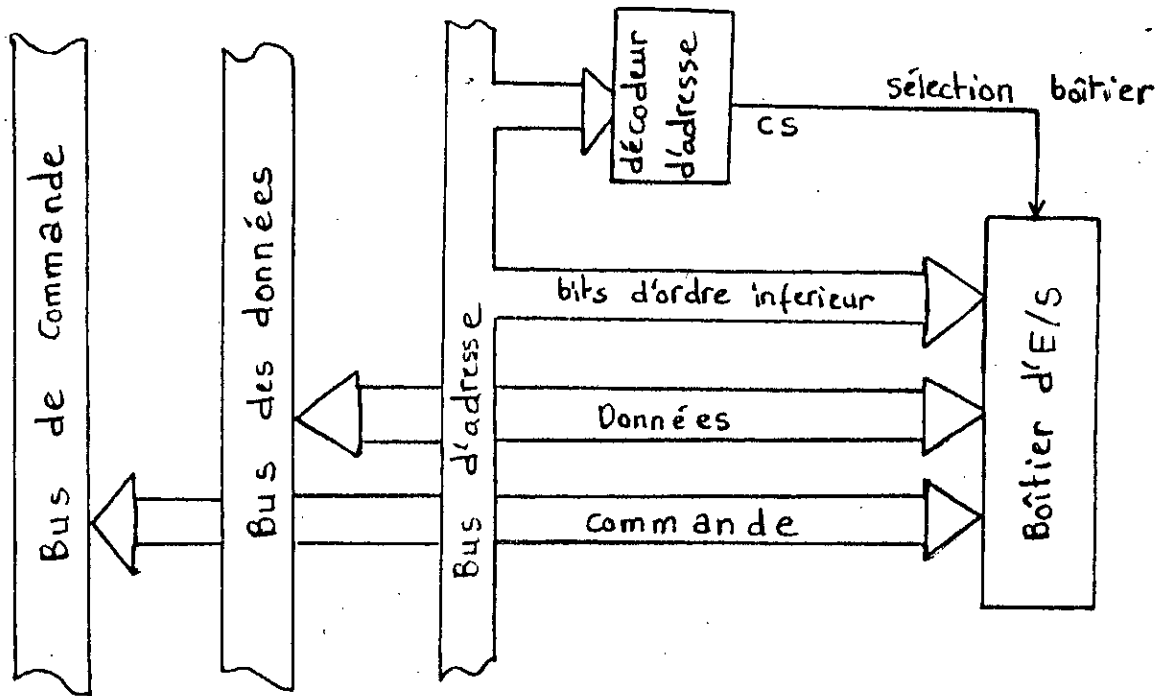 Bus de Commande
Bus des données
Bus d'adresse
décodeur
d'adresse
CS
sélection boîtier
bits d'ordre inferieur
Données
Commande
Boîtier d'E/S